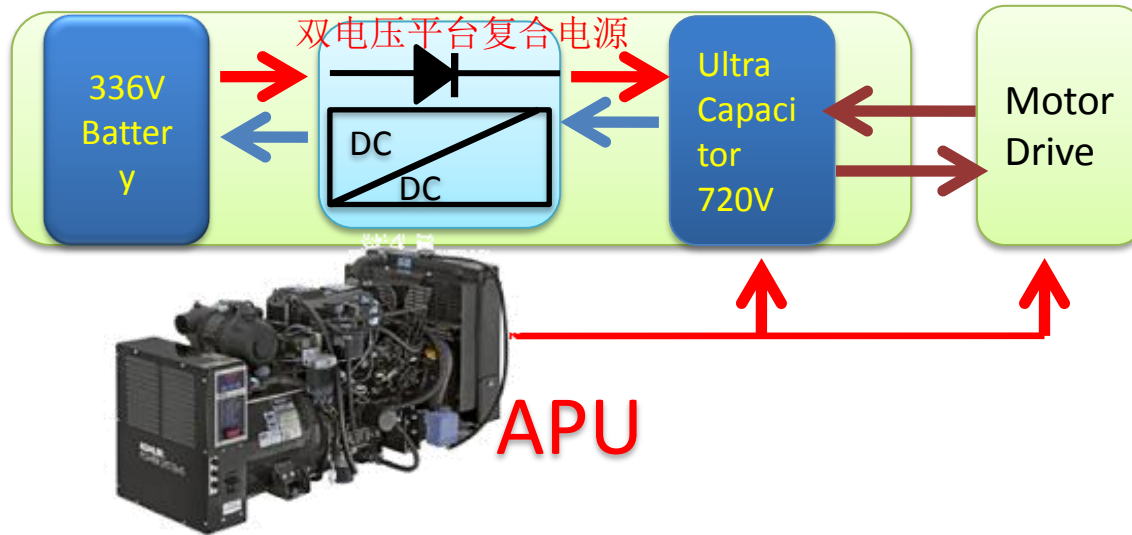 双电压平台复合电源
336V
Batter
y
DC
DC
Ultra
Capaci
tor
720V
Motor
Drive
APU
KOHLER